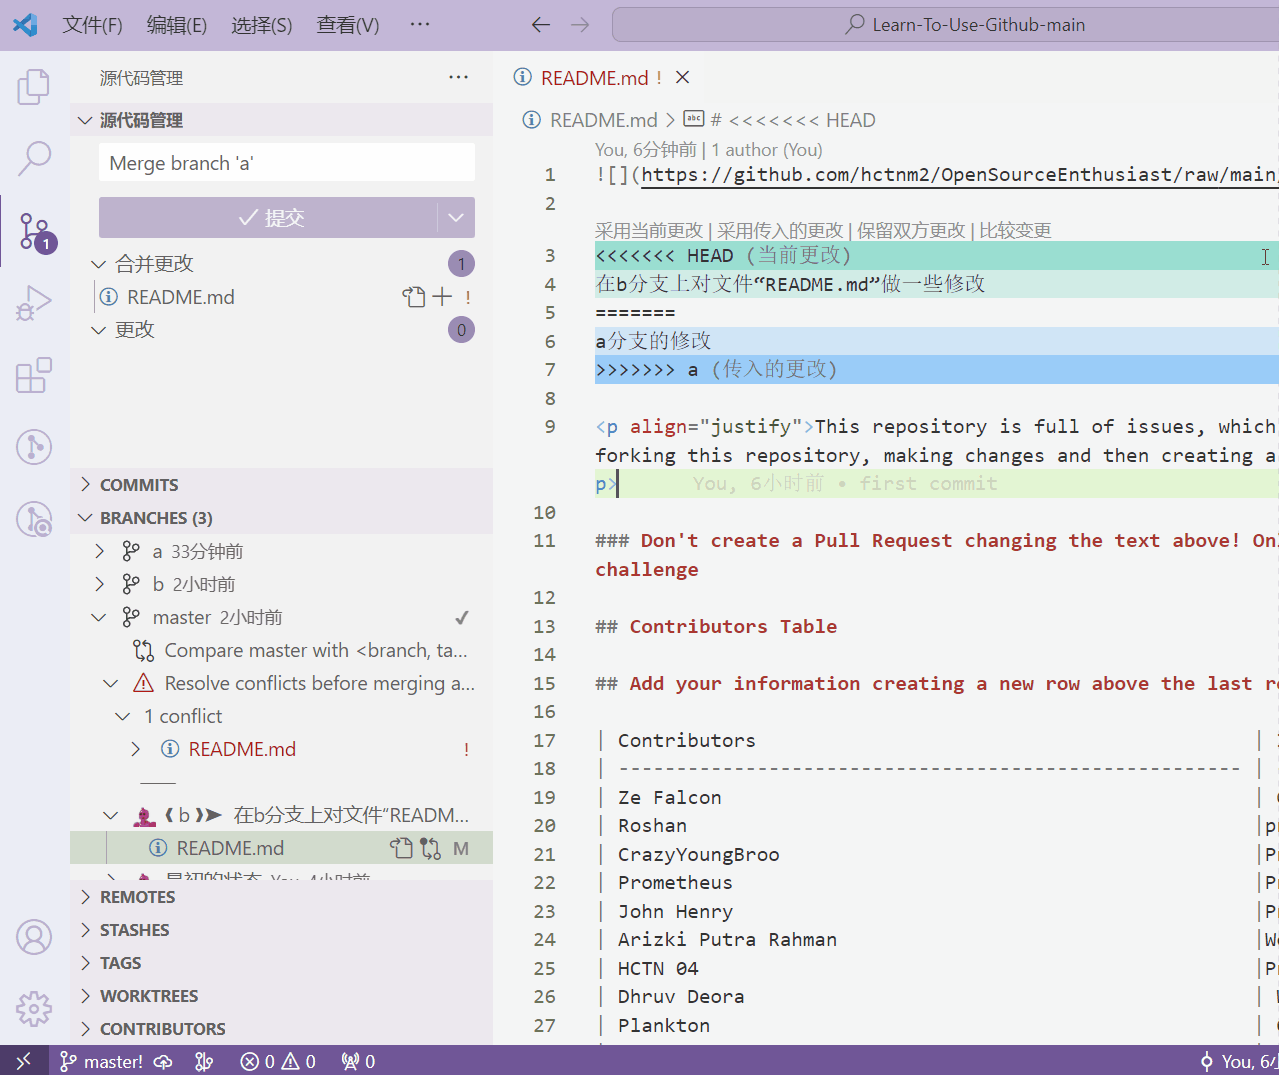 文件(F) 编辑(E) 选择(S) 查看(V) ··· Learn-To-Use-Github-main
源代码管理 ···
源代码管理
Merge branch 'a'
提交
合并更改 1
README.md !
更改 0
COMMITS
BRANCHES (3)
a 33分钟前
b 2小时前
master 2小时前
Compare master with <branch, ta...
Resolve conflicts before merging a...
1 conflict
README.md !
b 在b分支上对文件“READM...
README.md M
最初的状态 You, 4小时前
REMOTES
STASHES
TAGS
WORKTREES
CONTRIBUTORS
README.md !
README.md > # <<<<<<< HEAD
You, 6分钟前 | 1 author (You)
1 ![](https://github.com/hctnm2/OpenSourceEnthusiast/raw/main/
2
采用当前更改 | 采用传入的更改 | 保留双方更改 | 比较变更
3 <<<<<<< HEAD (当前更改)
4 在b分支上对文件“README.md”做一些修改
5 =======
6 a分支的修改
7 >>>>>>> a (传入的更改)
8
9 <p align="justify">This repository is full of issues, which
forking this repository, making changes and then creating a
p> You, 6小时前 • first commit
10
11 ### Don't create a Pull Request changing the text above! On
challenge
12
13 ## Contributors Table
14
15 ## Add your information creating a new row above the last r
16
17 | Contributors |
18 | ------------------------------------------------------ |
19 | Ze Falcon |
20 | Roshan |p
21 | CrazyYoungBroo |P
22 | Prometheus |P
23 | John Henry |P
24 | Arizki Putra Rahman |W
25 | HCTN 04 |P
26 | Dhruv Deora |
27 | Plankton |
master! 0 0 0 You, 6小